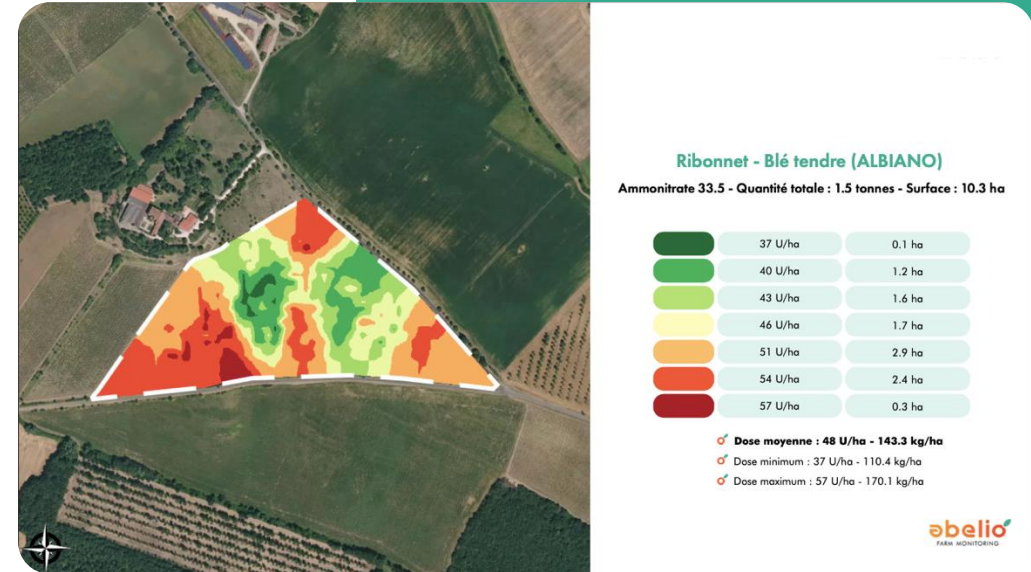 Ribonnet - Blé tendre (ALBIANO)
Ammonitrate 33.5 - Quantité totale : 1.5 tonnes - Surface : 10.3 ha
37 U/ha 0.1 ha
40 U/ha 1.2 ha
43 U/ha 1.6 ha
46 U/ha 1.7 ha
51 U/ha 2.9 ha
54 U/ha 2.4 ha
57 U/ha 0.3 ha
Dose moyenne : 48 U/ha - 143.3 kg/ha
Dose minimum : 37 U/ha - 110.4 kg/ha
Dose maximum : 57 U/ha - 170.1 kg/ha
abelio
FARM MONITORING